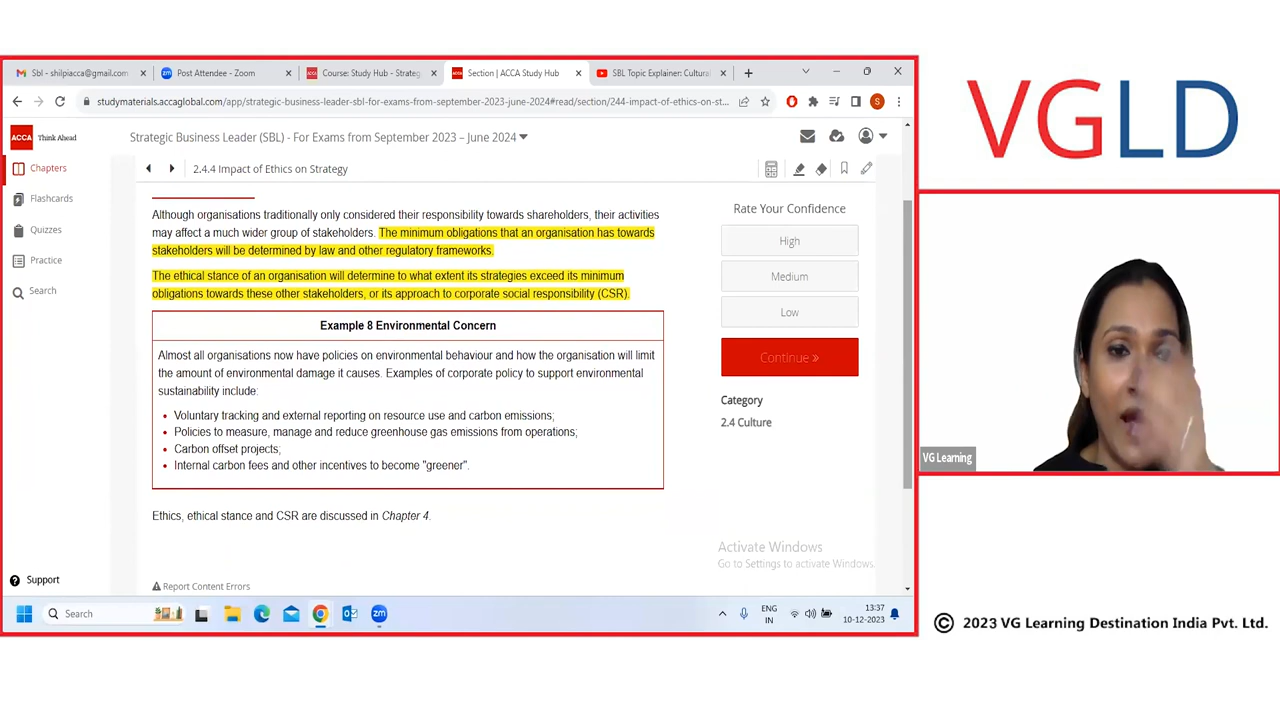 Sbl - shilpiacca@gmail.com
Post Attendee - Zoom
Course: Study Hub - Strateg
Section | ACCA Study Hub
SBL Topic Explainer: Cultural
studymaterials.accaglobal.com/app/strategic-business-leader-sbl-for-exams-from-september-2023-june-2024#read/section/244-impact-of-ethics-on-st...
S
ACCA
Think Ahead
Strategic Business Leader (SBL) - For Exams from September 2023 – June 2024
Chapters
Flashcards
Quizzes
Practice
Search
Support
2.4.4 Impact of Ethics on Strategy
Although organisations traditionally only considered their responsibility towards shareholders, their activities
may affect a much wider group of stakeholders. The minimum obligations that an organisation has towards
stakeholders will be determined by law and other regulatory frameworks.
The ethical stance of an organisation will determine to what extent its strategies exceed its minimum
obligations towards these other stakeholders, or its approach to corporate social responsibility (CSR).
Example 8 Environmental Concern
Almost all organisations now have policies on environmental behaviour and how the organisation will limit
the amount of environmental damage it causes. Examples of corporate policy to support environmental
sustainability include:
• Voluntary tracking and external reporting on resource use and carbon emissions;
• Policies to measure, manage and reduce greenhouse gas emissions from operations;
• Carbon offset projects;
• Internal carbon fees and other incentives to become "greener".
Ethics, ethical stance and CSR are discussed in Chapter 4.
Report Content Errors
Rate Your Confidence
High
Medium
Low
Continue »
Category
2.4 Culture
Activate Windows
Go to Settings to activate Windows.
Search
zm
ENG
IN
13:37
10-12-2023
VGLD
VG Learning
© 2023 VG Learning Destination India Pvt. Ltd.